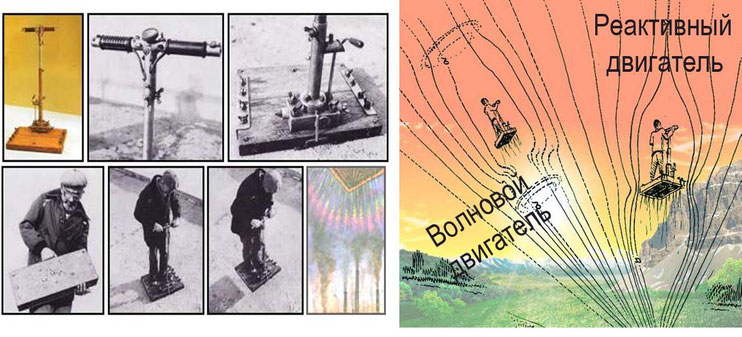 Реактивный
двигатель
Волновой
двигатель